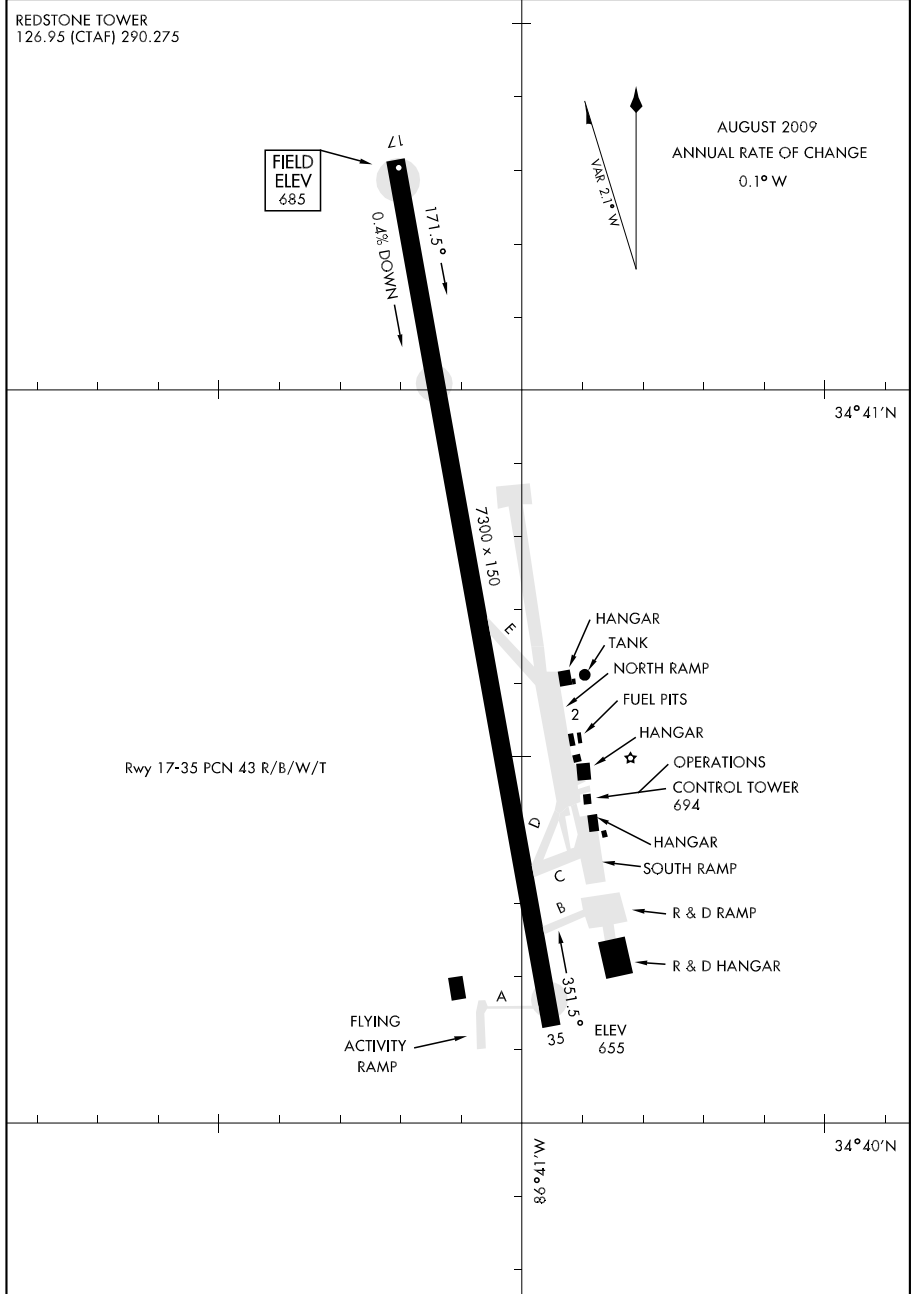 REDSTONE TOWER
126.95 (CTAF) 290.275
AUGUST 2009
ANNUAL RATE OF CHANGE
0.1° W
VAR 2.1° W
17
FIELD
ELEV
685
171.5°
0.4% DOWN
34°41'N
7300 x 150
E
HANGAR
TANK
NORTH RAMP
2
FUEL PITS
HANGAR
OPERATIONS
CONTROL TOWER
694
Rwy 17-35 PCN 43 R/B/W/T
D
HANGAR
SOUTH RAMP
C
B
R & D RAMP
R & D HANGAR
351.5°
A
FLYING
ACTIVITY
RAMP
35
ELEV
655
34°40'N
86°41'W